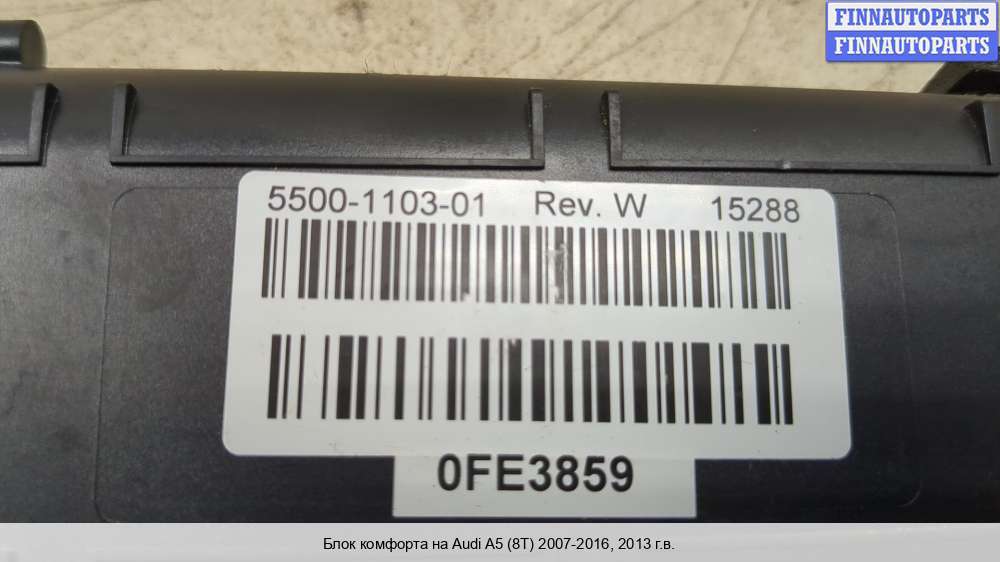 FINNAUTOPARTS
FINNAUTOPARTS
5500-1103-01 Rev. W 15288
0FE3859
Блок комфорта на Audi A5 (8T) 2007-2016, 2013 г.в.